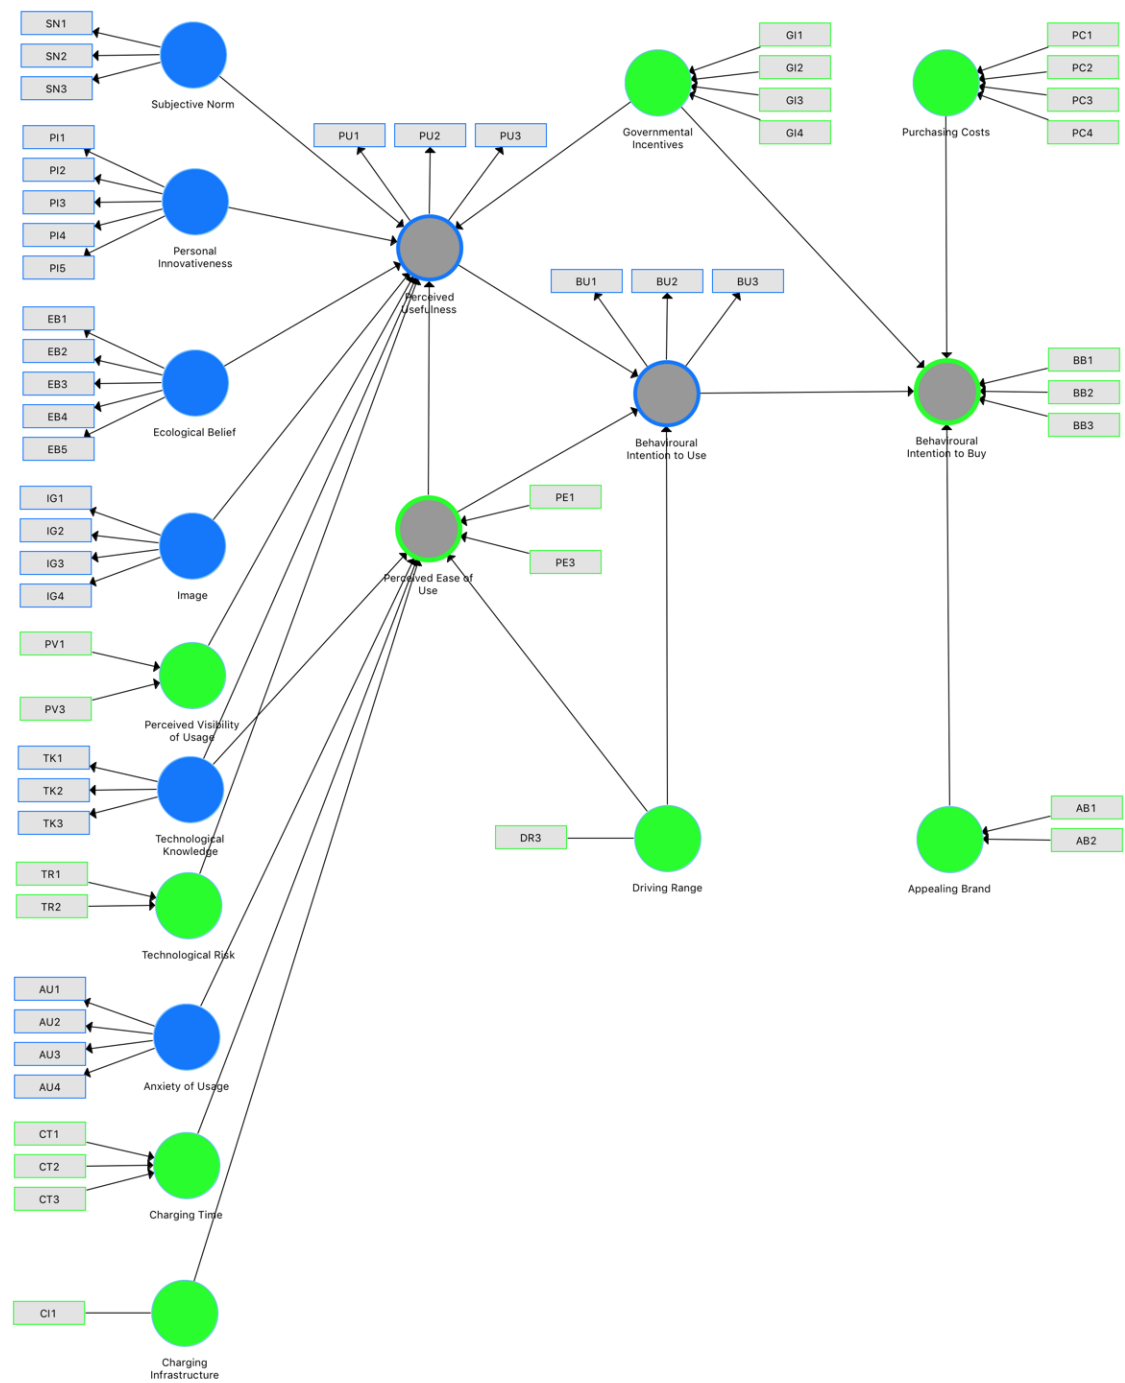 SN1
SN2
SN3
Subjective Norm
PI1
PI2
PI3
PI4
PI5
Personal
Innovativeness
EB1
EB2
EB3
EB4
EB5
Ecological Belief
IG1
IG2
IG3
IG4
Image
PV1
PV3
Perceived Visibility
of Usage
TK1
TK2
TK3
Technological
Knowledge
TR1
TR2
Technological Risk
AU1
AU2
AU3
AU4
Anxiety of Usage
CT1
CT2
CT3
Charging Time
CI1
Charging
Infrastructure
PU1
PU2
PU3
Perceived
Usefulness
PE1
PE3
Perceived Ease of
Use
GI1
GI2
GI3
GI4
Governmental
Incentives
BU1
BU2
BU3
Behaviroural
Intention to Use
DR3
Driving Range
PC1
PC2
PC3
PC4
Purchasing Costs
BB1
BB2
BB3
Behaviroural
Intention to Buy
AB1
AB2
Appealing Brand